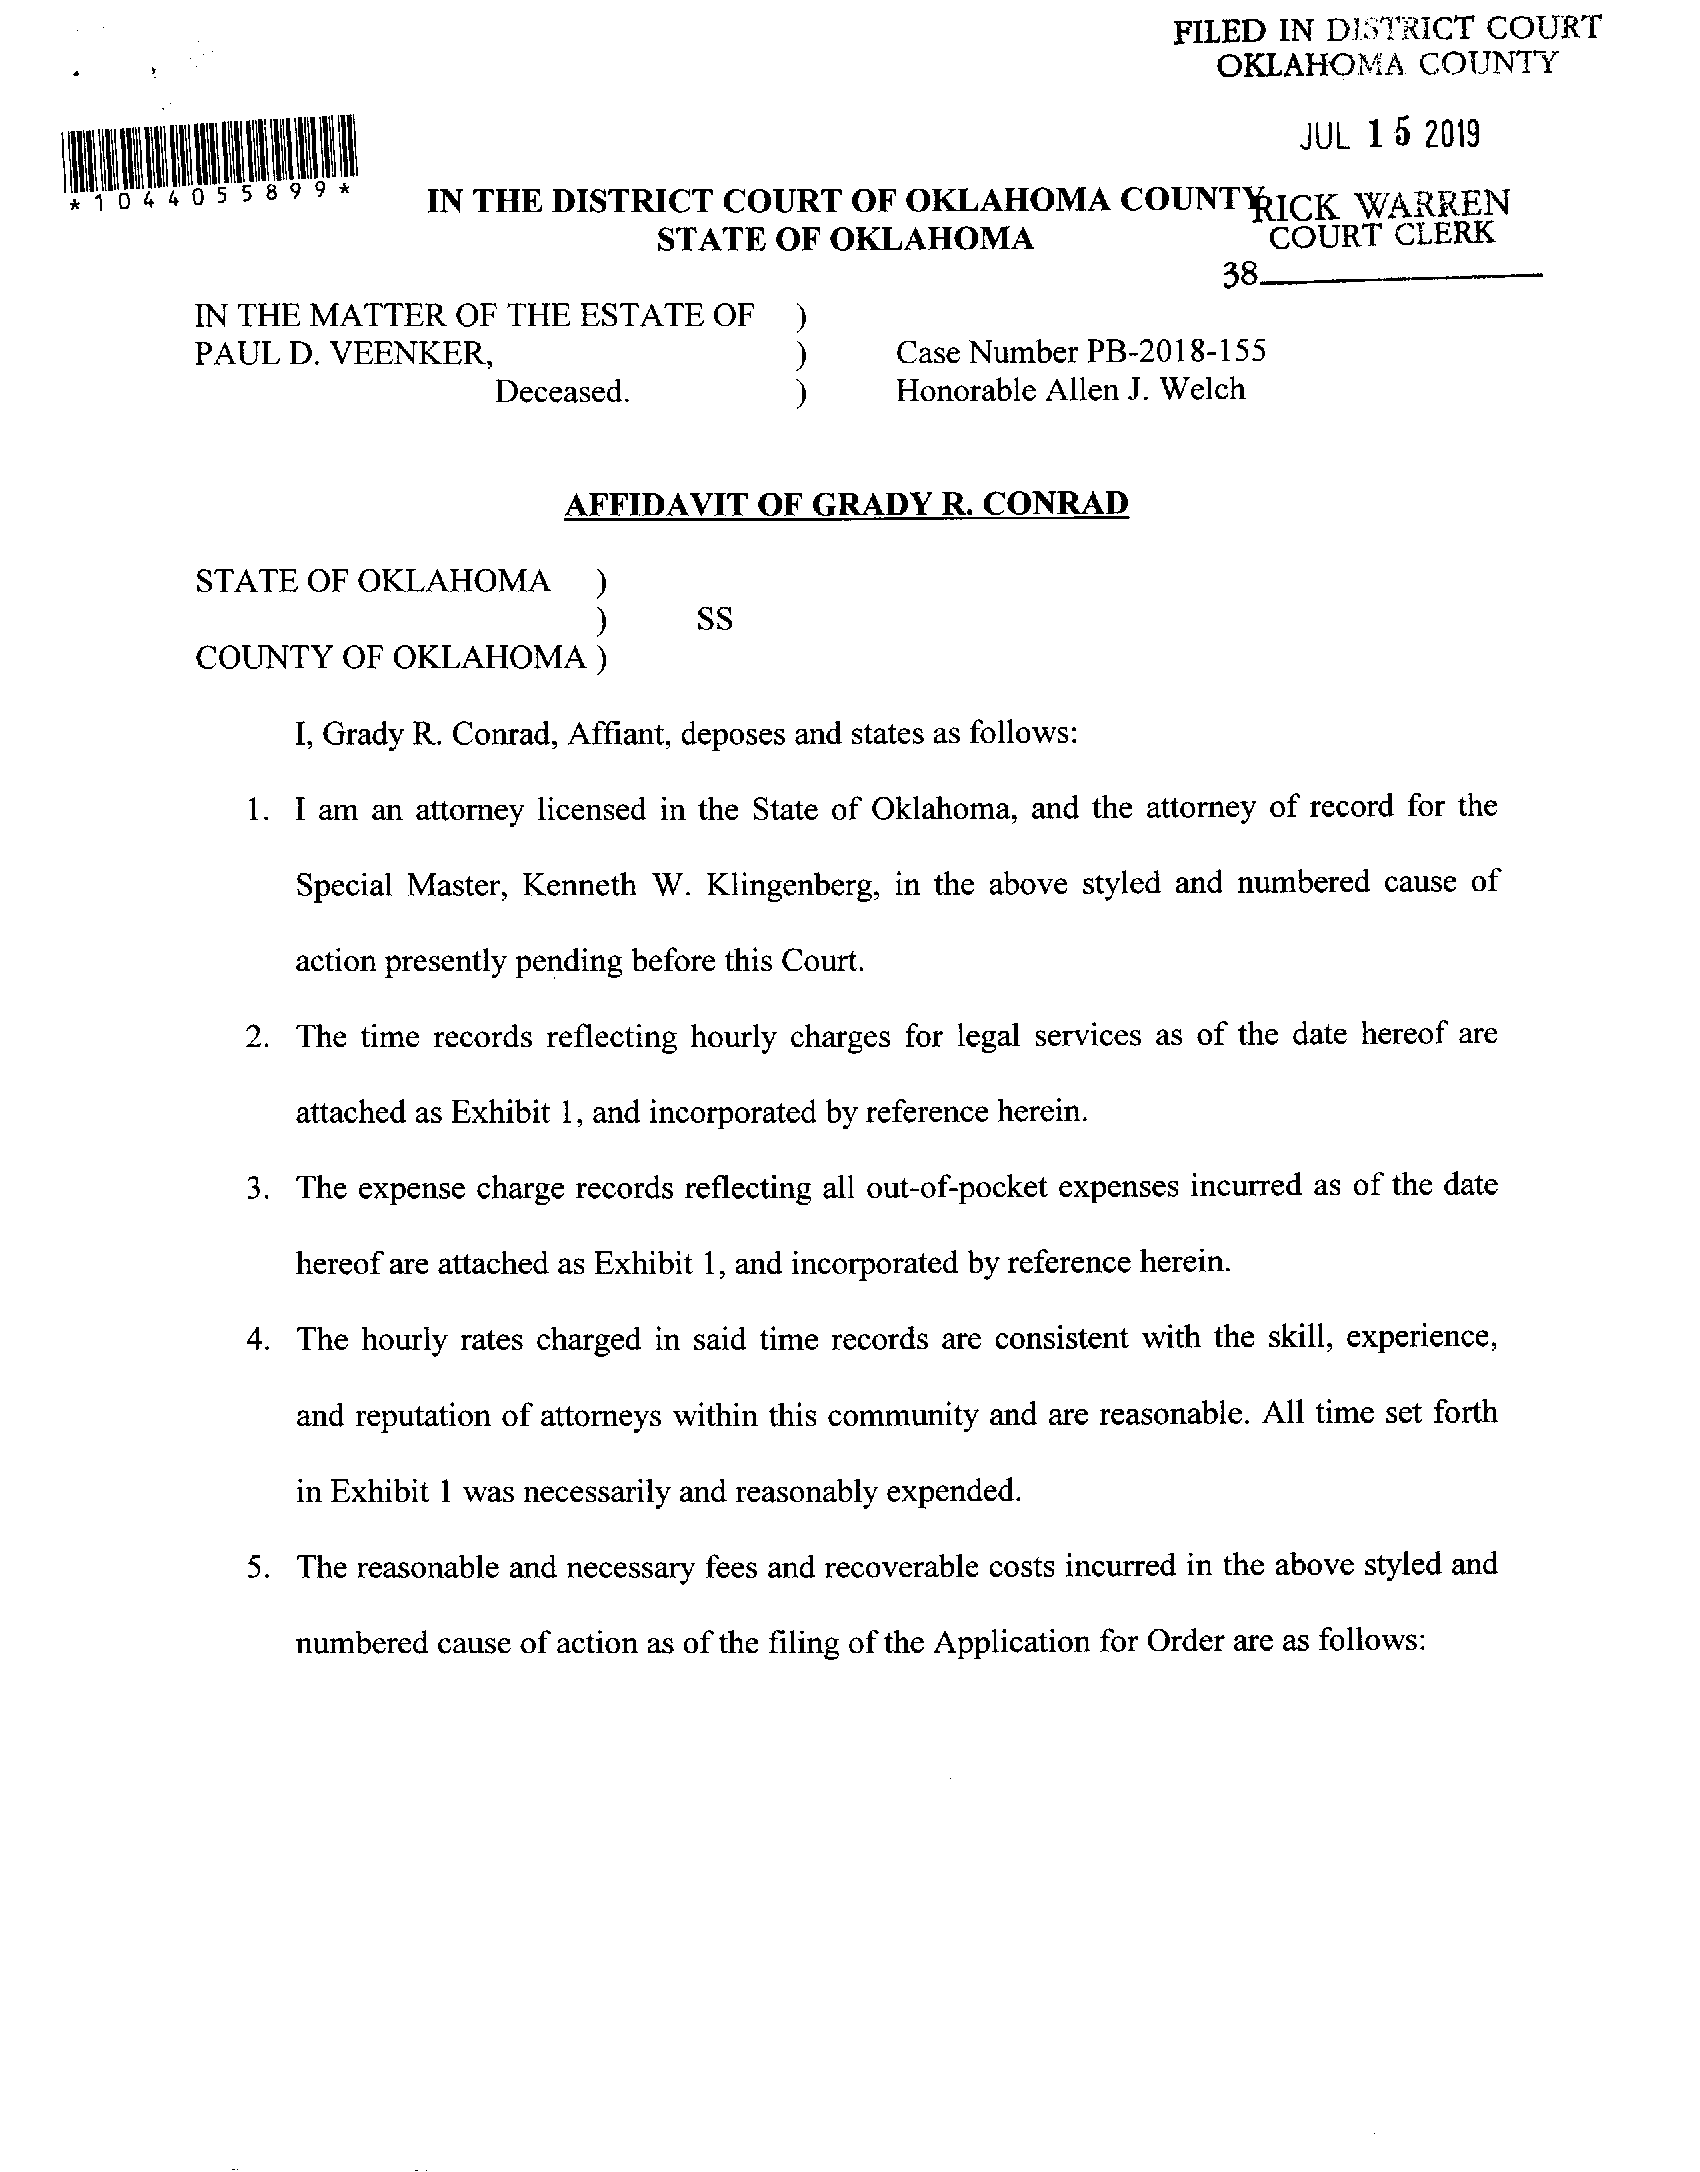 FILED IN DISTRICT COURT
OKLAHOMA COUNTY
JUL 15 2019
*1044055899*
IN THE DISTRICT COURT OF OKLAHOMA COUNTY
RICK WARREN
STATE OF OKLAHOMA
COURT CLERK
38
IN THE MATTER OF THE ESTATE OF )
PAUL D. VEENKER, ) Case Number PB-2018-155
Deceased. ) Honorable Allen J. Welch
AFFIDAVIT OF GRADY R. CONRAD
STATE OF OKLAHOMA )
) SS
COUNTY OF OKLAHOMA )
I, Grady R. Conrad, Affiant, deposes and states as follows:
1. I am an attorney licensed in the State of Oklahoma, and the attorney of record for the
Special Master, Kenneth W. Klingenberg, in the above styled and numbered cause of
action presently pending before this Court.
2. The time records reflecting hourly charges for legal services as of the date hereof are
attached as Exhibit 1, and incorporated by reference herein.
3. The expense charge records reflecting all out-of-pocket expenses incurred as of the date
hereof are attached as Exhibit 1, and incorporated by reference herein.
4. The hourly rates charged in said time records are consistent with the skill, experience,
and reputation of attorneys within this community and are reasonable. All time set forth
in Exhibit 1 was necessarily and reasonably expended.
5. The reasonable and necessary fees and recoverable costs incurred in the above styled and
numbered cause of action as of the filing of the Application for Order are as follows: